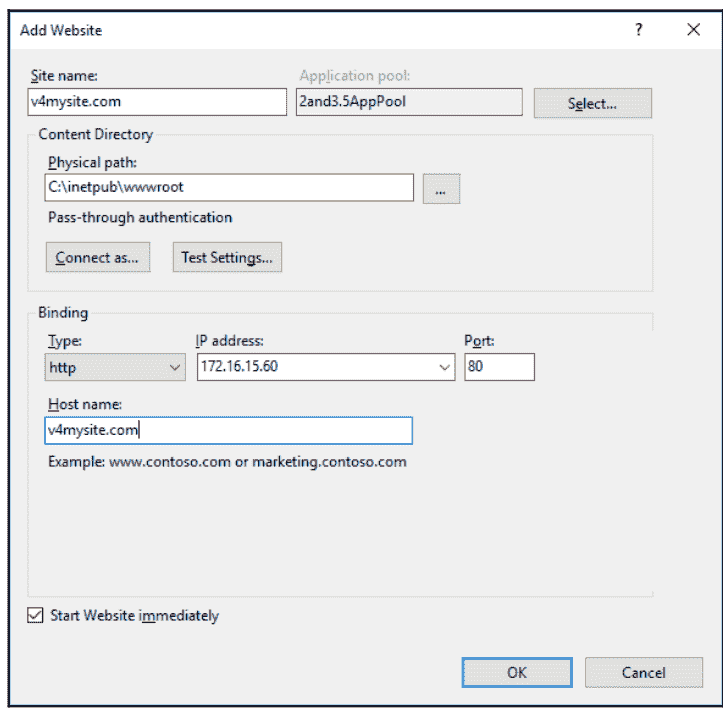 Add Website
?
Site name:
Application pool:
v4mysite.com
2and3.5AppPool
Select...
Content Directory
Physical path:
C:\inetpub\wwwroot
...
Pass-through authentication
Connect as...
Test Settings...
Binding
Type:
IP address:
Port:
http
172.16.15.60
80
Host name:
v4mysite.com
Example: www.contoso.com or marketing.contoso.com
Start Website immediately
OK
Cancel